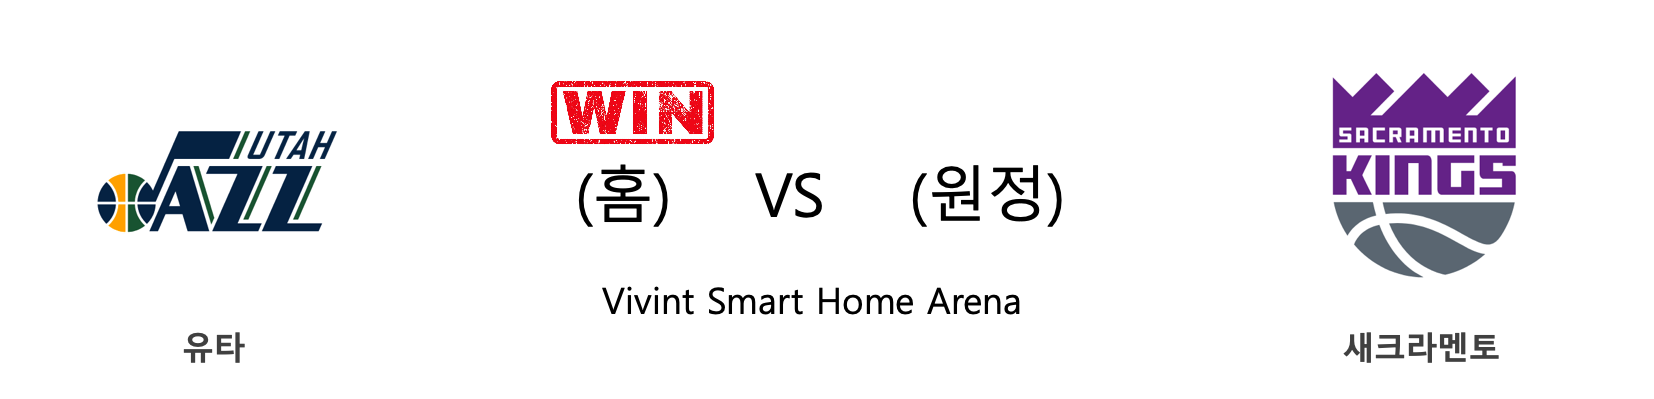 UTAH
JAZZ
유타
WIN
(홈) VS (원정)
Vivint Smart Home Arena
SACRAMENTO
KINGS
새크라멘토